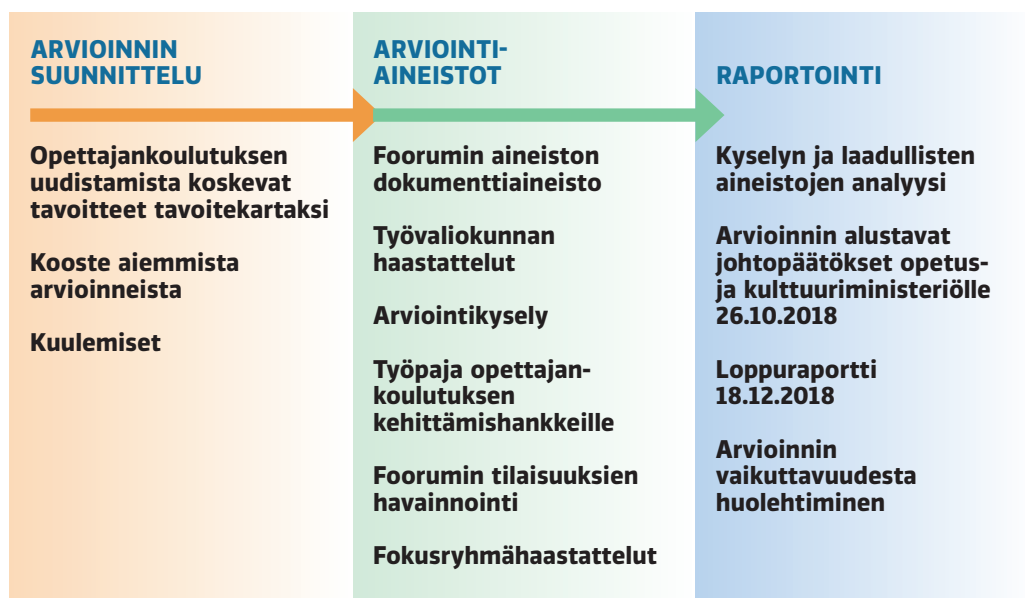 ARVIOINNIN
SUUNNITTELU
Opettajankoulutuksen
uudistamista koskevat
tavoitteet tavoitekartaksi
Kooste aiemmista
arvioinneista
Kuulemiset
ARVIOINTI-
AINEISTOT
Foorumin aineiston
dokumenttiaineisto
Työvaliokunnan
haastattelut
Arviointikysely
Työpaja opettajan-
koulutuksen
kehittämishankkeille
Foorumin tilaisuuksien
havainnointi
Fokusryhmähaastattelut
RAPORTOINTI
Kyselyn ja laadullisten
aineistojen analyysi
Arvioinnin alustavat
johtopäätökset opetus-
ja kulttuuriministeriölle
26.10.2018
Loppuraportti
18.12.2018
Arvioinnin
vaikuttavuudesta
huolehtiminen